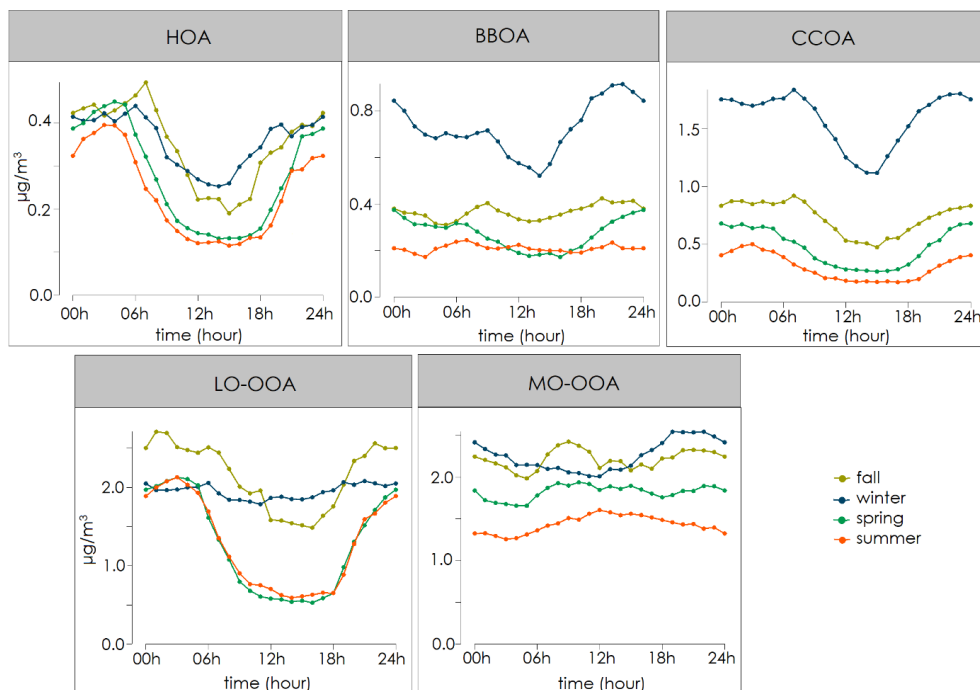 HOA
BBOA
CCOA
µg/m³
0.4
0.2
0.0
00h 06h 12h 18h 24h
time (hour)
0.8
0.4
0.0
00h 06h 12h 18h 24h
time (hour)
1.5
1.0
0.5
0.0
00h 06h 12h 18h 24h
time (hour)
LO-OOA
MO-OOA
µg/m³
2.0
1.0
0.0
00h 06h 12h 18h 24h
time (hour)
2.0
1.0
0.0
00h 06h 12h 18h 24h
time (hour)
fall
winter
spring
summer